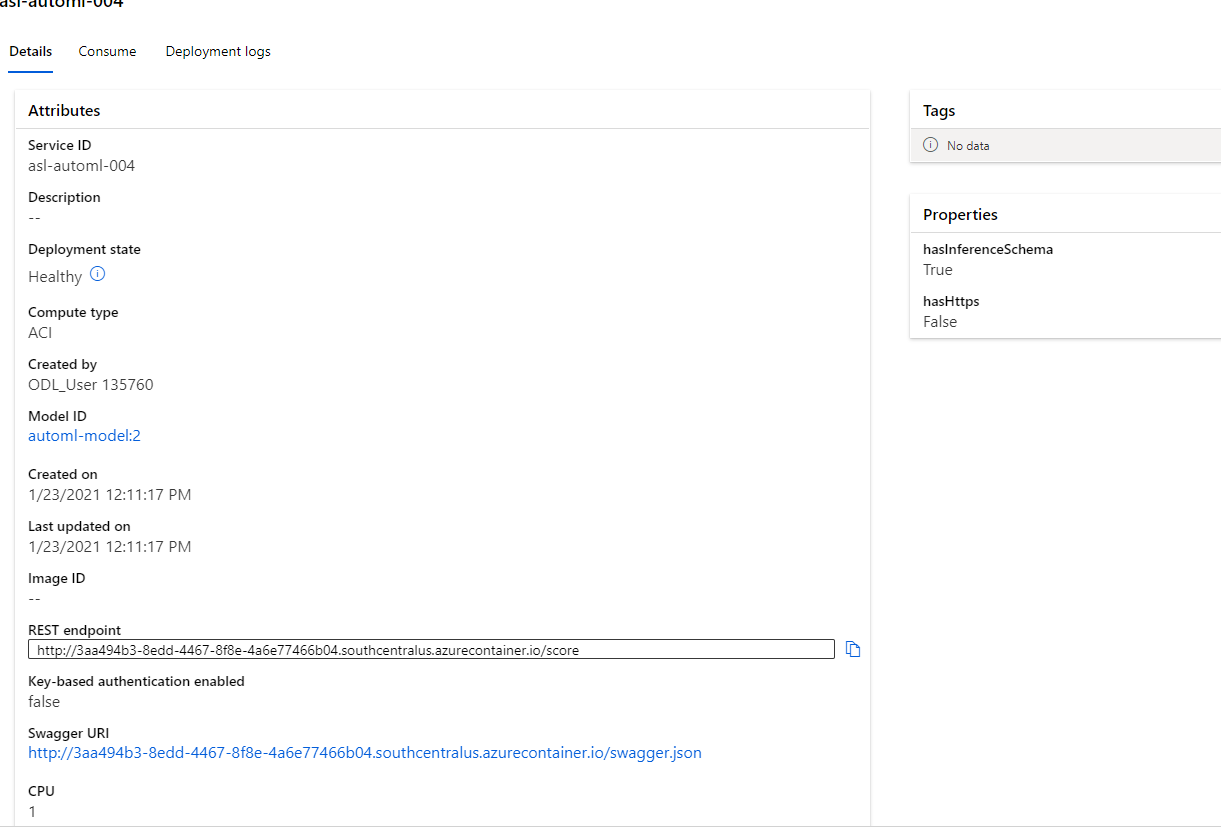 asl-automl-004
Details Consume Deployment logs
Attributes
Service ID
asl-automl-004
Description
--
Deployment state
Healthy
Compute type
ACI
Created by
ODL_User 135760
Model ID
automl-model:2
Created on
1/23/2021 12:11:17 PM
Last updated on
1/23/2021 12:11:17 PM
Image ID
--
REST endpoint
http://3aa494b3-8edd-4467-8f8e-4a6e77466b04.southcentralus.azurecontainer.io/score
Key-based authentication enabled
false
Swagger URI
http://3aa494b3-8edd-4467-8f8e-4a6e77466b04.southcentralus.azurecontainer.io/swagger.json
CPU
1
Tags
No data
Properties
hasInferenceSchema
True
hasHttps
False